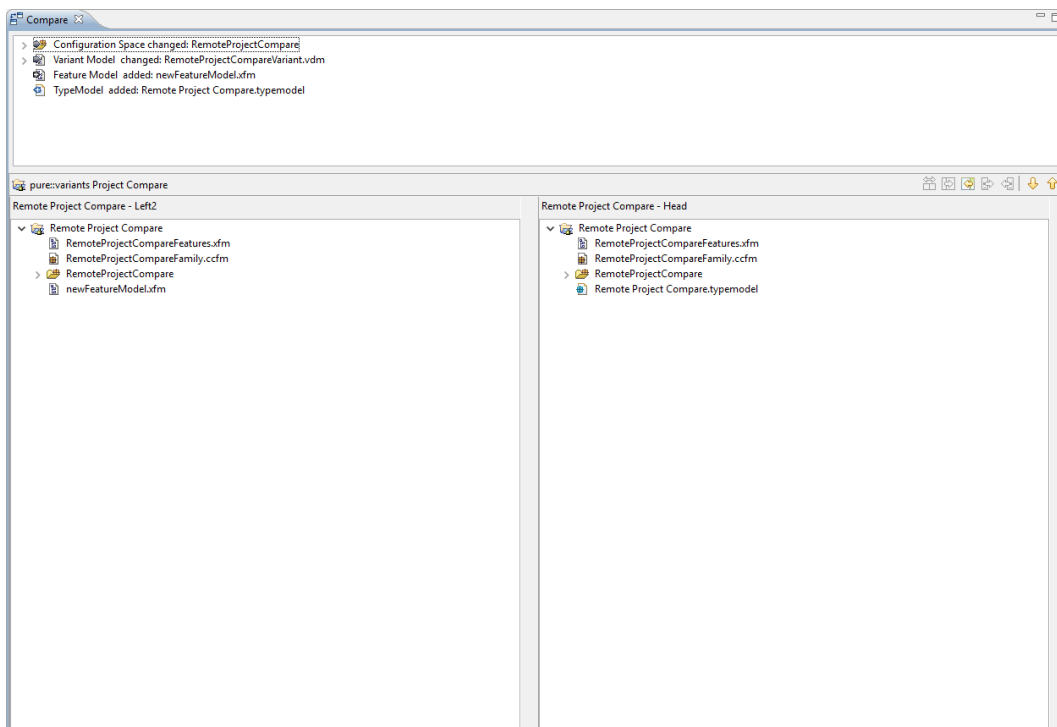 Compare
Configuration Space changed: RemoteProjectCompare
Variant Model  changed: RemoteProjectCompareVariant.vdm
Feature Model  added: newFeatureModel.xfm
TypeModel  added: Remote Project Compare.typemodel
pure::variants Project Compare
Remote Project Compare - Left2
Remote Project Compare
RemoteProjectCompareFeatures.xfm
RemoteProjectCompareFamily.ccfm
RemoteProjectCompare
newFeatureModel.xfm
Remote Project Compare - Head
Remote Project Compare
RemoteProjectCompareFeatures.xfm
RemoteProjectCompareFamily.ccfm
RemoteProjectCompare
Remote Project Compare.typemodel